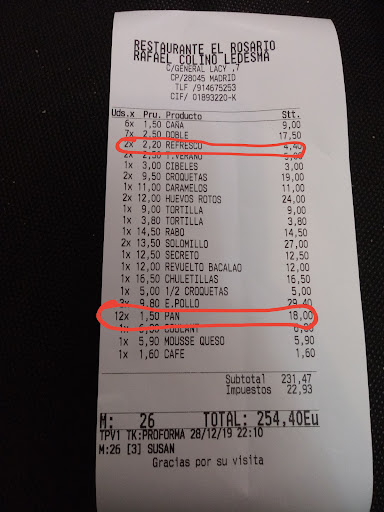 RESTAURANTE EL ROSARIO
RAFAEL COLINO LEDESMA
C/GENERAL LACY ,7
CP/28045 MADRID
TLF /914675253
CIF/ 01893220-K
Uds.x Pru. Producto Stt.
6x 1,50 CAÑA 9,00
7x 2,50 DOBLE 17,50
2x 2,20 REFRESCO 4,40
2x 2,50 T.VERANO 5,00
1x 3,00 CIBELES 3,00
2x 9,50 CROQUETAS 19,00
1x 11,00 CARAMELOS 11,00
2x 12,00 HUEVOS ROTOS 24,00
1x 9,00 TORTILLA 9,00
1x 3,80 TORTILLA 3,80
1x 14,50 RABO 14,50
2x 13,50 SOLOMILLO 27,00
1x 12,50 SECRETO 12,50
1x 12,00 REVUELTO BACALAO 12,00
1x 16,50 CHULETILLAS 16,50
1x 5,00 1/2 CROQUETAS 5,00
3x 9,80 E.POLLO 29,40
12x 1,50 PAN 18,00
1x COULANT
1x 5,90 MOUSSE QUESO 5,90
1x 1,60 CAFE 1,60
Subtotal 231,47
Impuestos 22,93
M: 26 TOTAL: 254,40Eu
TPV1 TK:PROFORMA 28/12/19 22:10
M:26 [3] SUSAN
Gracias por su visita